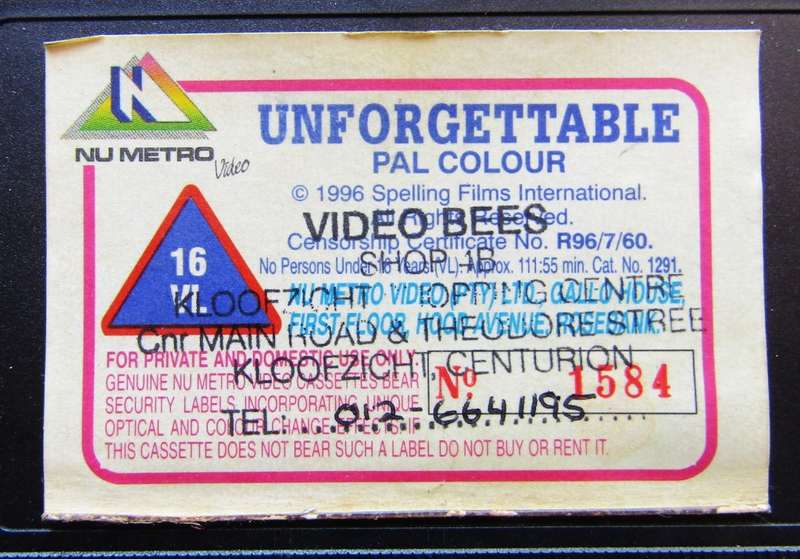 N
NU METRO
Video
UNFORGETTABLE
PAL COLOUR
© 1996 Spelling Films International.
All Rights Reserved.
VIDEO BEES
Censorship Certificate No. R96/7/60.
SHOP 4B
16
VL
No Persons Under 16 Years (VL). Approx. 111:55 min. Cat. No. 1291.
NU METRO VIDEO (PTY) LTD., GALLO HOUSE,
KLOOFZICHT OPPING CENTRE
FIRST FLOOR, HOOD AVENUE, ROSEBANK.
Cnr MAIN ROAD & THEODORE STREE
KLOOFZICHT, CENTURION
FOR PRIVATE AND DOMESTIC USE ONLY.
GENUINE NU METRO VIDEO CASSETTES BEAR
SECURITY LABELS INCORPORATING UNIQUE
OPTICAL AND COLOUR CHANGE EFFECTS. IF
THIS CASSETTE DOES NOT BEAR SUCH A LABEL DO NOT BUY OR RENT IT.
No. 1584
TEL: 012-6641195